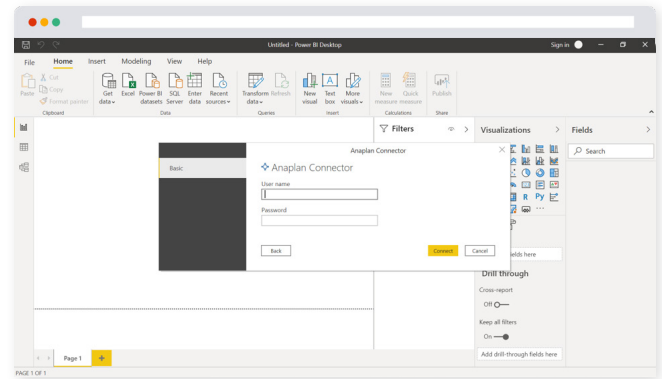 Untitled - Power BI Desktop
Sign in
File Home Insert Modeling View Help
Paste
Cut
Copy
Format painter
Get data
Excel
Power BI datasets
SQL Server
Enter data
Recent sources
Transform data
Refresh
New visual
Text box
More visuals
New measure
Quick measure
Publish
Clipboard
Data
Queries
Insert
Calculations
Share
Filters
Visualizations
Fields
Search
Anaplan Connector
Basic
Anaplan Connector
User name
Password
Back
Connect
Cancel
R Py
elds here
Drill through
Cross-report
Off
Keep all filters
On
Add drill-through fields here
Page 1
PAGE 1 OF 1